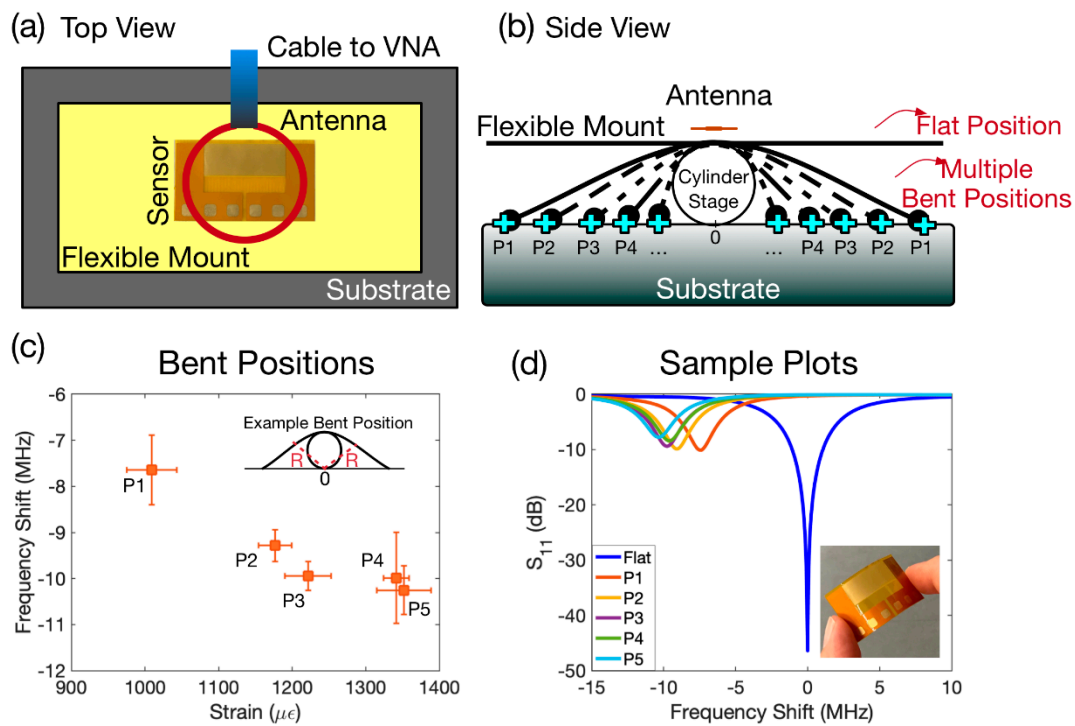 (a) Top View
Cable to VNA
Antenna
Sensor
Flexible Mount
Substrate
(b) Side View
Antenna
Flexible Mount
Flat Position
Multiple
Bent Positions
Cylinder
Stage
0
P1 P2 P3 P4 ... ... P4 P3 P2 P1
Substrate
(c) Bent Positions
Frequency Shift (MHz)
-6
-7
-8
-9
-10
-11
-12
Example Bent Position
R R
0
P1
P2
P3
P4
P5
900 1000 1100 1200 1300 1400
Strain (με)
(d) Sample Plots
S11 (dB)
0
-10
-20
-30
-40
-50
Flat
P1
P2
P3
P4
P5
-15 -10 -5 0 5 10
Frequency Shift (MHz)